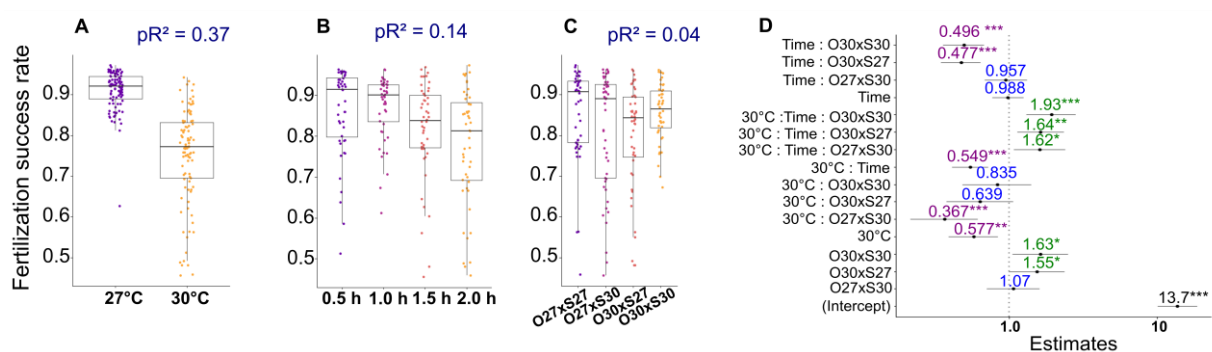 A
pR² = 0.37
B
pR² = 0.14
C
pR² = 0.04
D
Fertilization success rate
0.9
0.8
0.7
0.6
0.5
27°C
30°C
0.9
0.8
0.7
0.6
0.5
0.5 h
1.0 h
1.5 h
2.0 h
0.9
0.8
0.7
0.6
0.5
O27xS27
O27xS30
O30xS27
O30xS30
Time : O30xS30
0.496 ***
Time : O30xS27
0.477***
Time : O27xS30
0.957
Time
0.988
30°C :Time : O30xS30
1.93***
30°C : Time : O30xS27
1.64**
30°C : Time : O27xS30
1.62*
30°C : Time
0.549***
30°C : O30xS30
0.835
30°C : O30xS27
0.639
30°C : O27xS30
0.367***
30°C
0.577**
O30xS30
1.63*
O30xS27
1.55*
O27xS30
1.07
(Intercept)
13.7***
1.0
10
Estimates